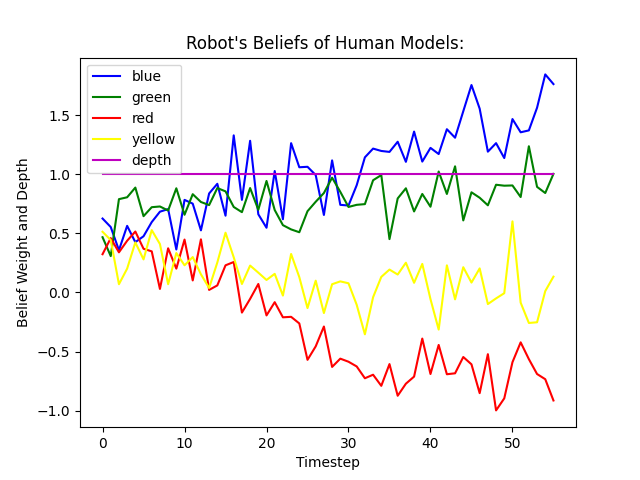 Robot's Beliefs of Human Models:
blue
green
red
yellow
depth
Belief Weight and Depth
1.5
1.0
0.5
0.0
−0.5
−1.0
0 10 20 30 40 50
Timestep